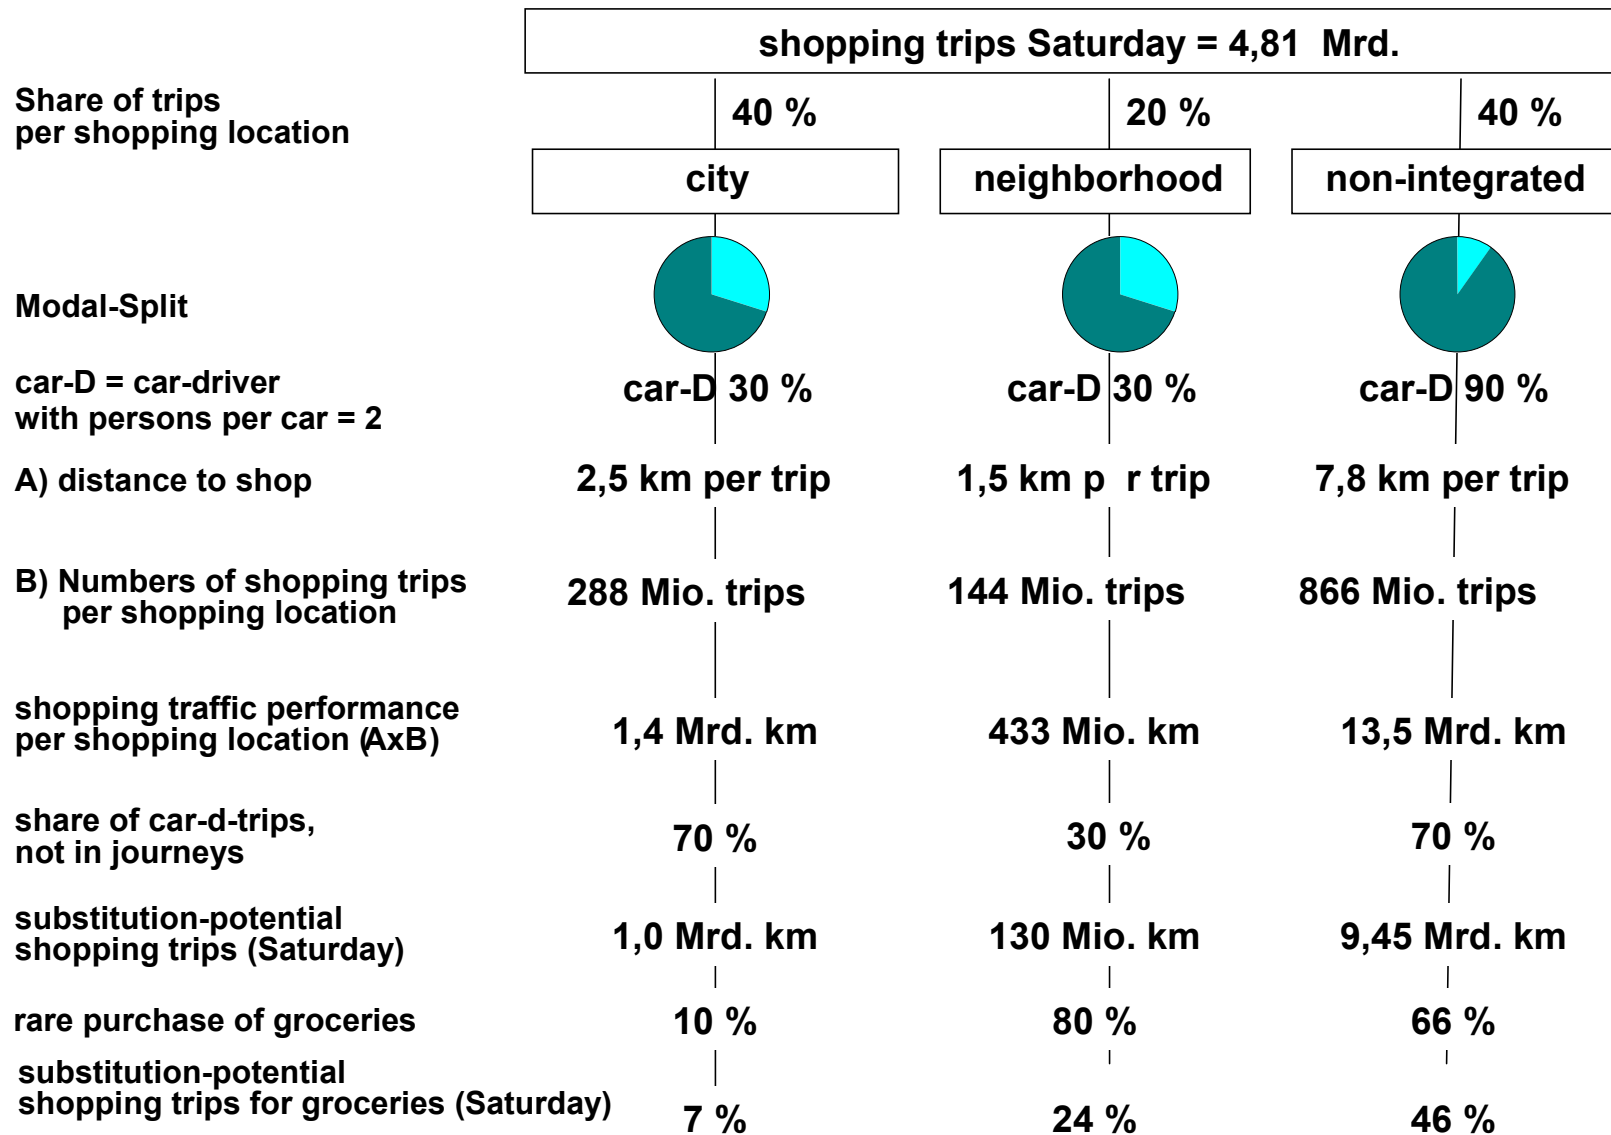 shopping trips Saturday = 4,81 Mrd.
Share of trips
per shopping location
40 %
20 %
40 %
city
neighborhood
non-integrated
Modal-Split
car-D = car-driver
with persons per car = 2
car-D 30 %
car-D 30 %
car-D 90 %
A) distance to shop
2,5 km per trip
1,5 km p r trip
7,8 km per trip
B) Numbers of shopping trips
per shopping location
288 Mio. trips
144 Mio. trips
866 Mio. trips
shopping traffic performance
per shopping location (AxB)
1,4 Mrd. km
433 Mio. km
13,5 Mrd. km
share of car-d-trips,
not in journeys
70 %
30 %
70 %
substitution-potential
shopping trips (Saturday)
1,0 Mrd. km
130 Mio. km
9,45 Mrd. km
rare purchase of groceries
10 %
80 %
66 %
substitution-potential
shopping trips for groceries (Saturday)
7 %
24 %
46 %